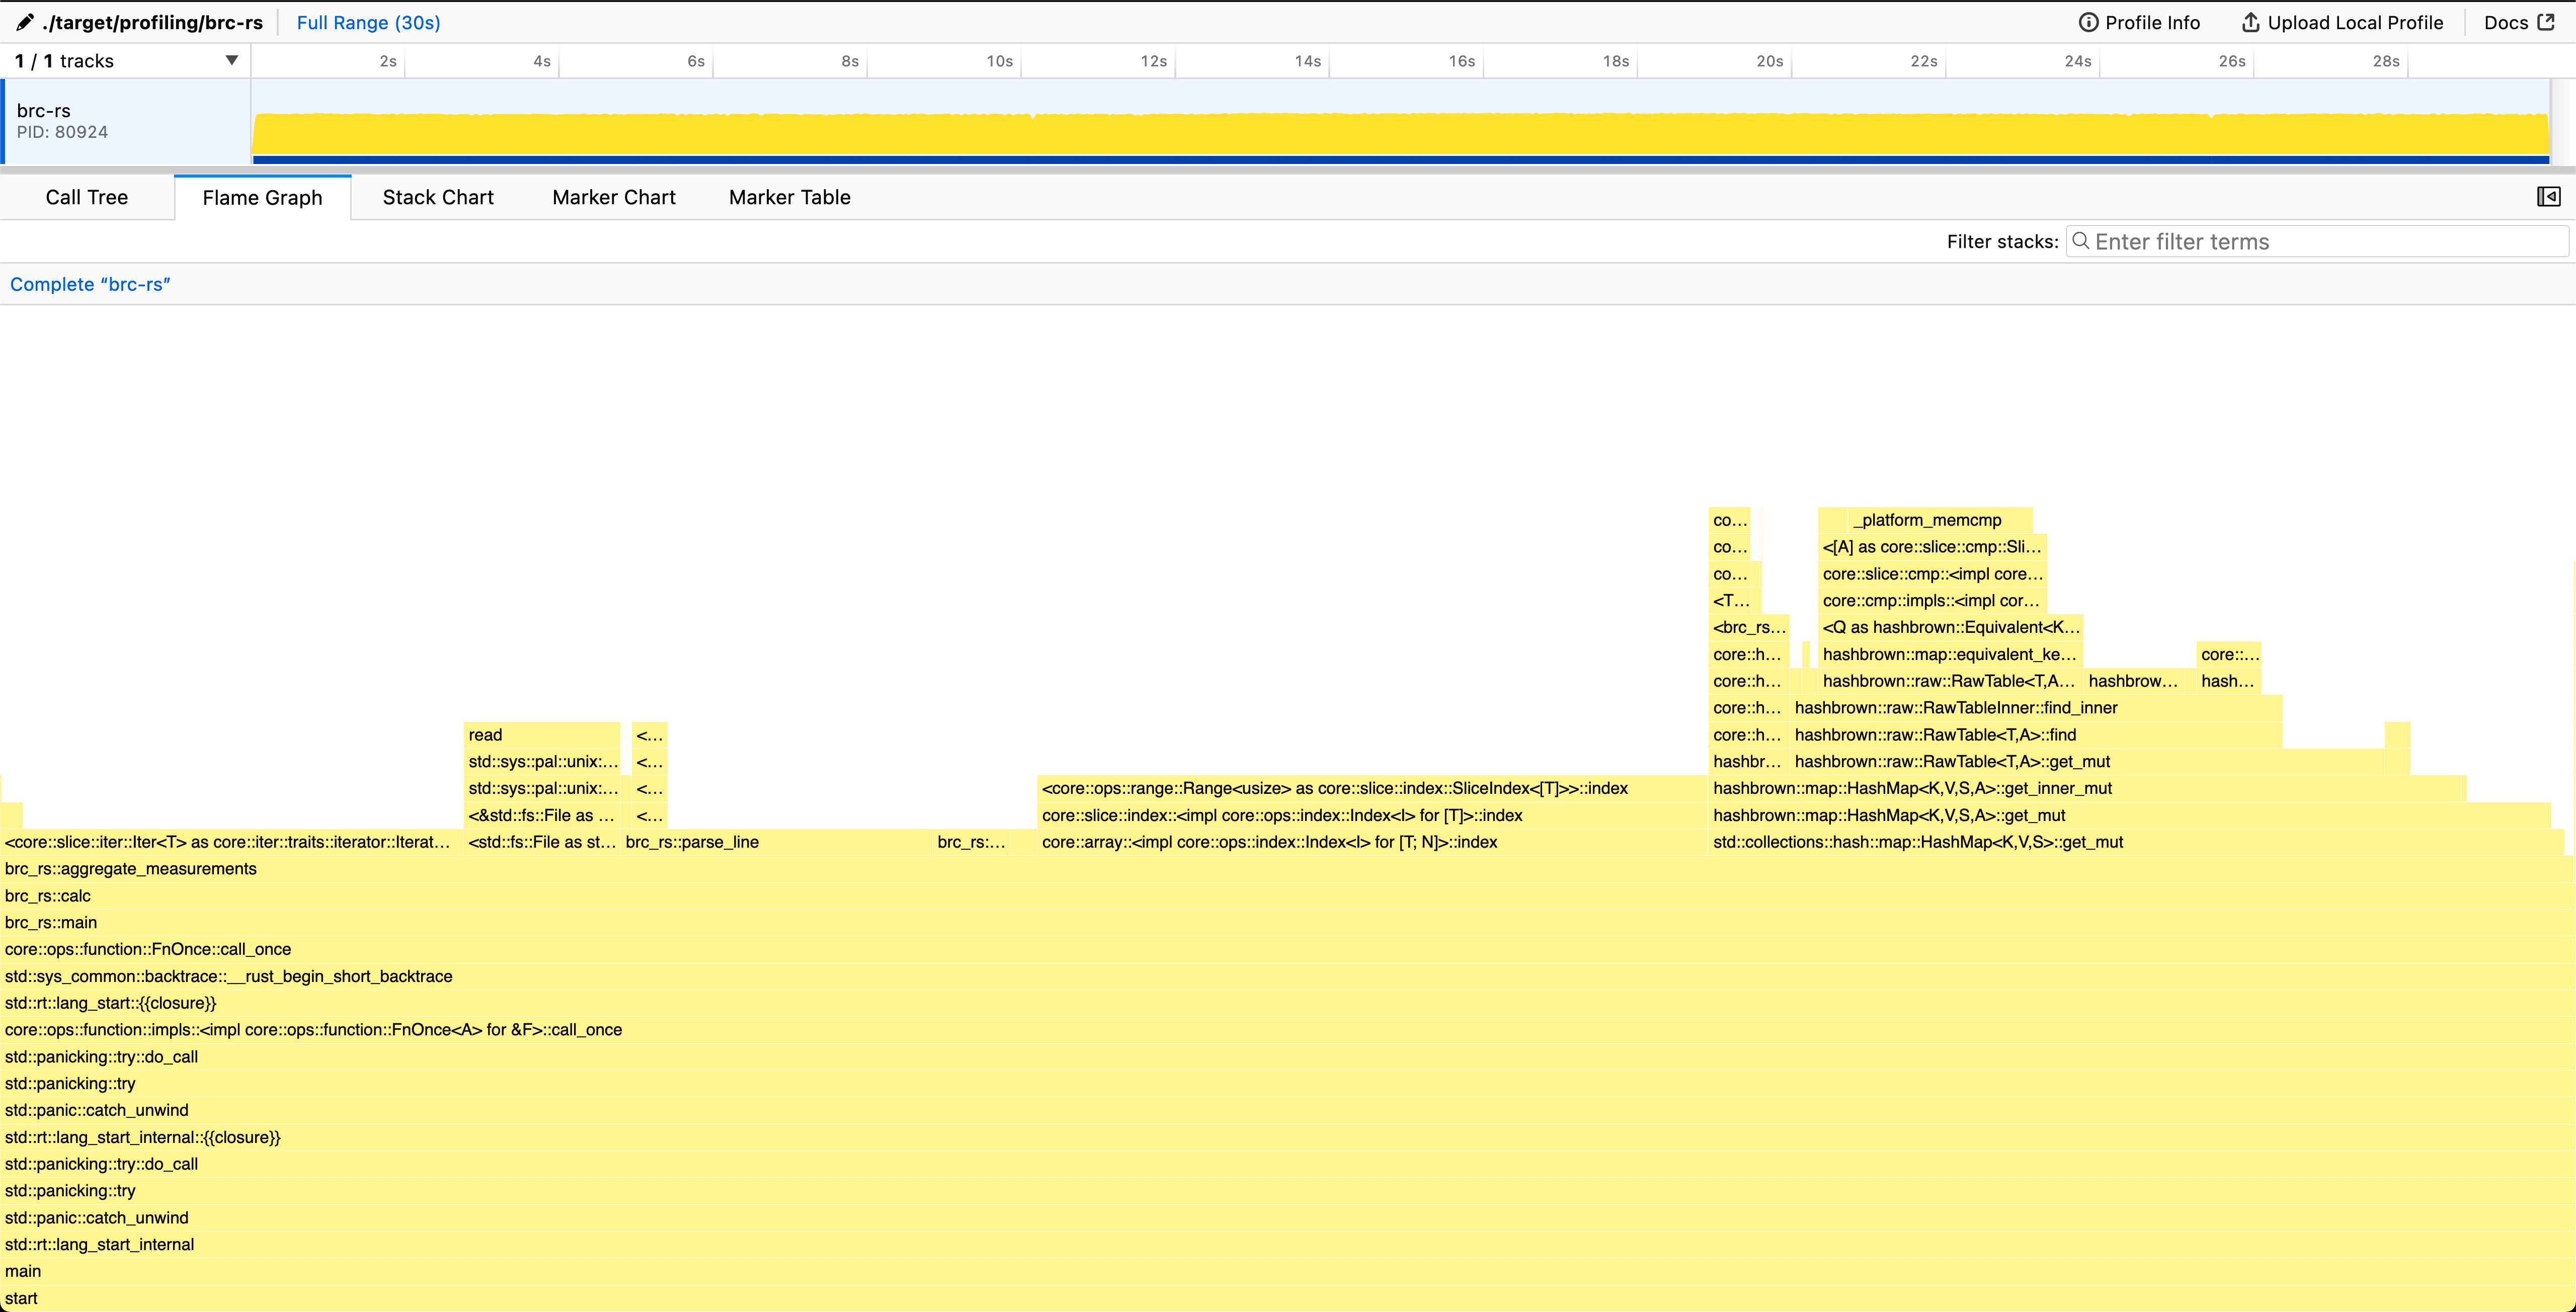 ./target/profiling/brc-rs Full Range (30s) Profile Info Upload Local Profile Docs
1 / 1 tracks 2s 4s 6s 8s 10s 12s 14s 16s 18s 20s 22s 24s 26s 28s
brc-rs
PID: 80924
Call Tree Flame Graph Stack Chart Marker Chart Marker Table
Filter stacks: Enter filter terms
Complete “brc-rs”
co… _platform_memcmp
co… <[A] as core::slice::cmp::Sli…
co… core::slice::cmp::<impl core…
<T… core::cmp::impls::<impl cor…
<brc_rs… <Q as hashbrown::Equivalent<K…
core::h… hashbrown::map::equivalent_ke… core::…
core::h… hashbrown::raw::RawTable<T,A… hashbrow… hash…
core::h… hashbrown::raw::RawTableInner::find_inner
read <… core::h… hashbrown::raw::RawTable<T,A>::find
std::sys::pal::unix:… <… hashbr… hashbrown::raw::RawTable<T,A>::get_mut
std::sys::pal::unix:… <… <core::ops::range::Range<usize> as core::slice::index::SliceIndex<[T]>>::index hashbrown::map::HashMap<K,V,S,A>::get_inner_mut
<&std::fs::File as … <… core::slice::index::<impl core::ops::index::Index<I> for [T]>::index hashbrown::map::HashMap<K,V,S,A>::get_mut
<core::slice::iter::Iter<T> as core::iter::traits::iterator::Iterat… <std::fs::File as st… brc_rs::parse_line brc_rs:… core::array::<impl core::ops::index::Index<I> for [T; N]>::index std::collections::hash::map::HashMap<K,V,S>::get_mut
brc_rs::aggregate_measurements
brc_rs::calc
brc_rs::main
core::ops::function::FnOnce::call_once
std::sys_common::backtrace::__rust_begin_short_backtrace
std::rt::lang_start::{{closure}}
core::ops::function::impls::<impl core::ops::function::FnOnce<A> for &F>::call_once
std::panicking::try::do_call
std::panicking::try
std::panic::catch_unwind
std::rt::lang_start_internal::{{closure}}
std::panicking::try::do_call
std::panicking::try
std::panic::catch_unwind
std::rt::lang_start_internal
main
start